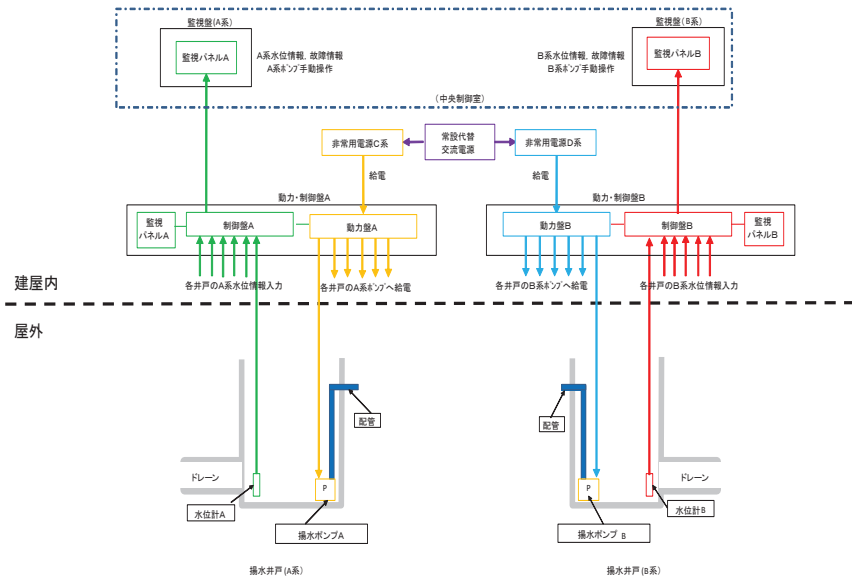 監視盤(A系)
監視盤(B系)
監視パネルA
A系水位情報, 故障情報
A系ポンプ手動操作
B系水位情報, 故障情報
B系ポンプ手動操作
監視パネルB
(中央制御室)
非常用電源C系
常設代替
交流電源
非常用電源D系
給電
給電
動力・制御盤A
動力・制御盤B
監視
パネルA
制御盤A
動力盤A
動力盤B
制御盤B
監視
パネルB
各井戸のA系水位情報入力
各井戸のA系ポンプへ給電
各井戸のB系ポンプへ給電
各井戸のB系水位情報入力
建屋内
屋外
配管
配管
ドレーン
P
P
ドレーン
水位計A
揚水ポンプA
揚水ポンプ B
水位計B
揚水井戸(A系)
揚水井戸(B系)